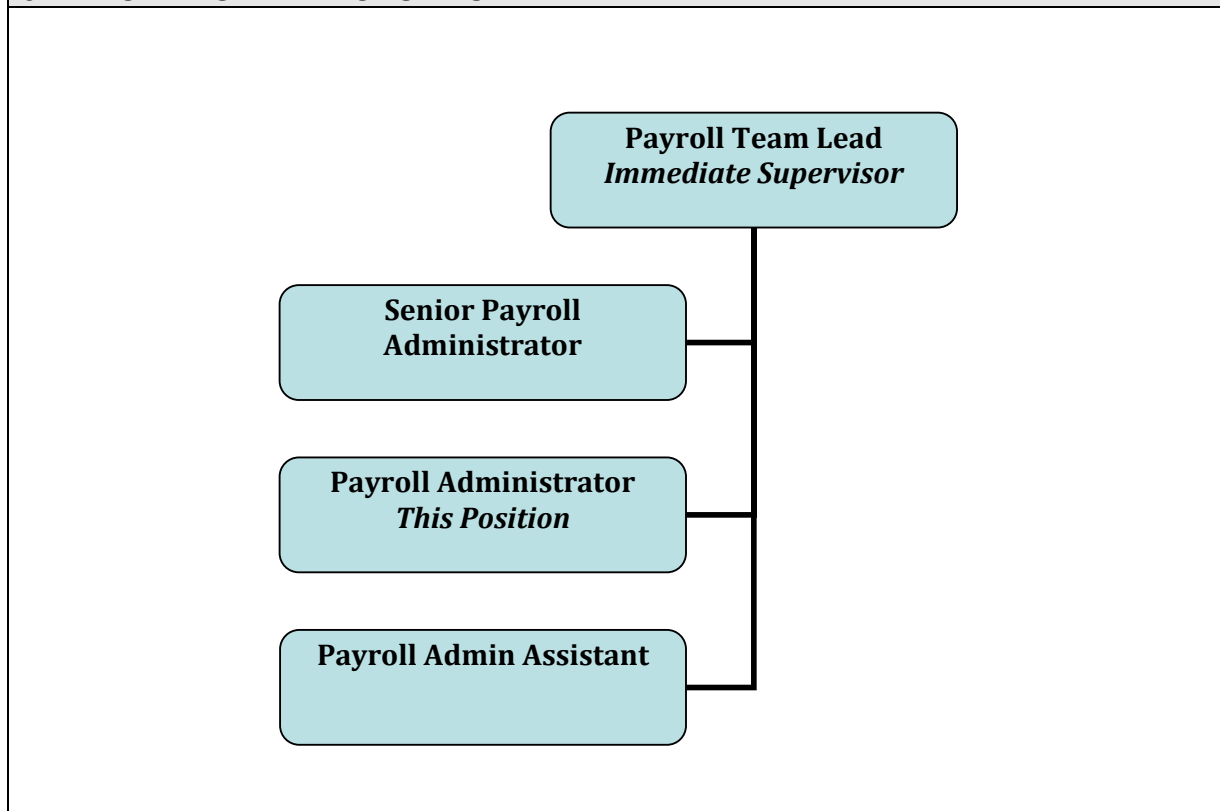 Payroll Team Lead
Immediate Supervisor
Senior Payroll
Administrator
Payroll Administrator
This Position
Payroll Admin Assistant